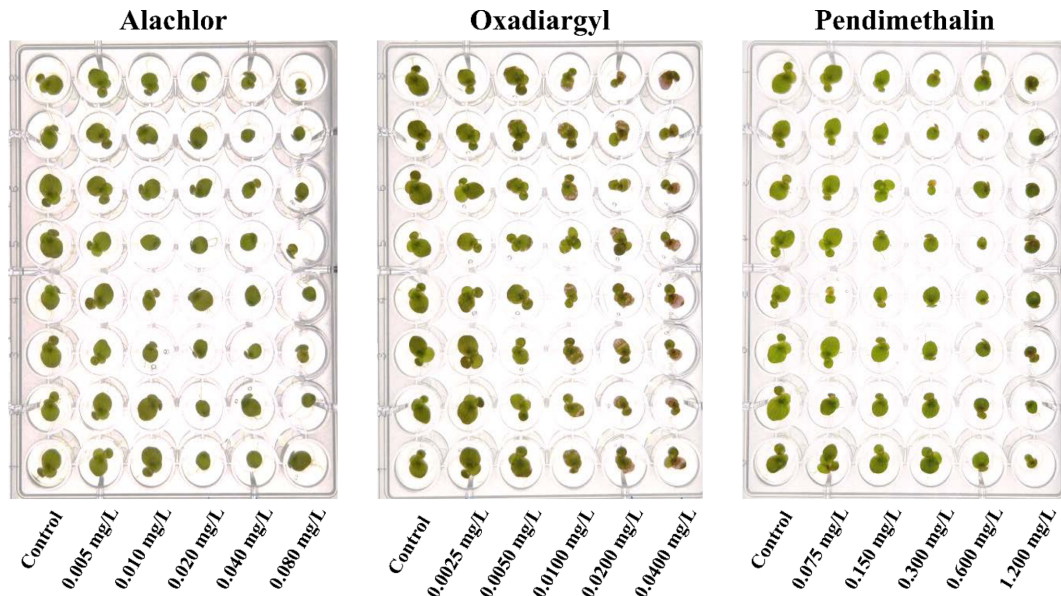 Alachlor
Oxadiargyl
Pendimethalin
Control
0.005 mg/L
0.010 mg/L
0.020 mg/L
0.040 mg/L
0.080 mg/L
Control
0.0025 mg/L
0.0050 mg/L
0.0100 mg/L
0.0200 mg/L
0.0400 mg/L
Control
0.075 mg/L
0.150 mg/L
0.300 mg/L
0.600 mg/L
1.200 mg/L